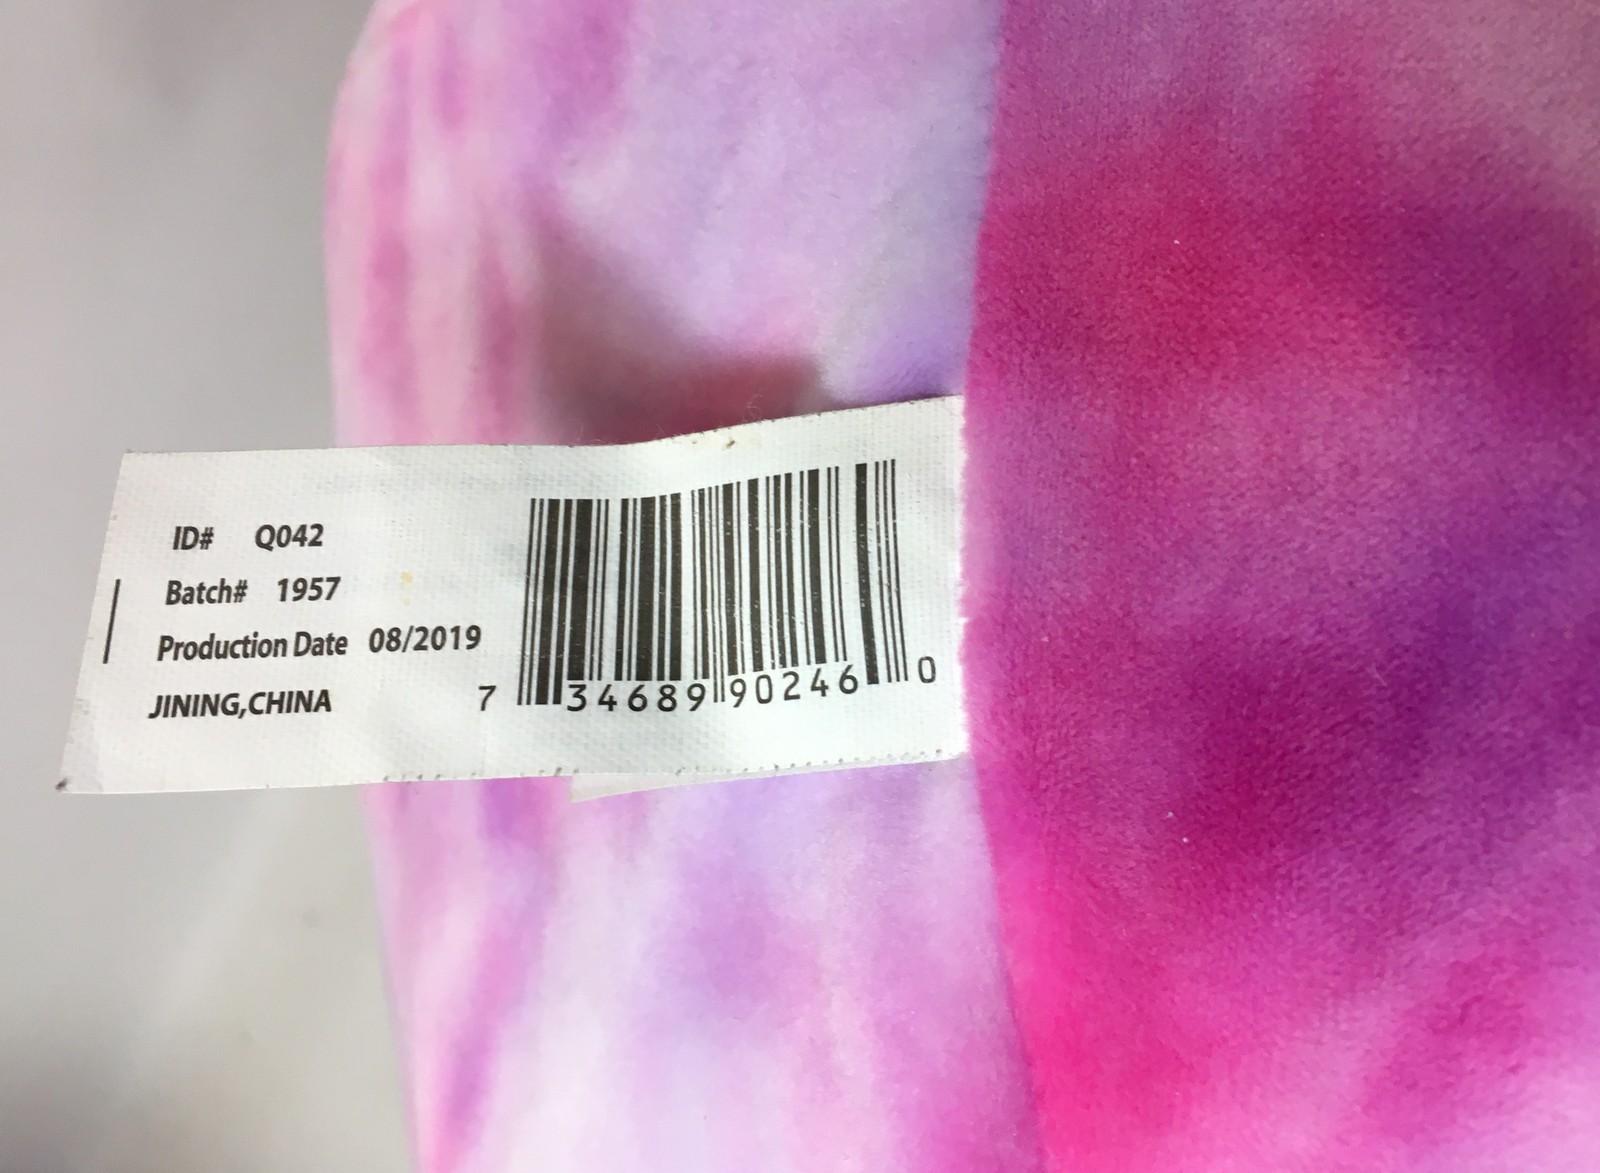 ID# Q042
Batch# 1957
Production Date 08/2019
JINING,CHINA
7 34689 90246 0